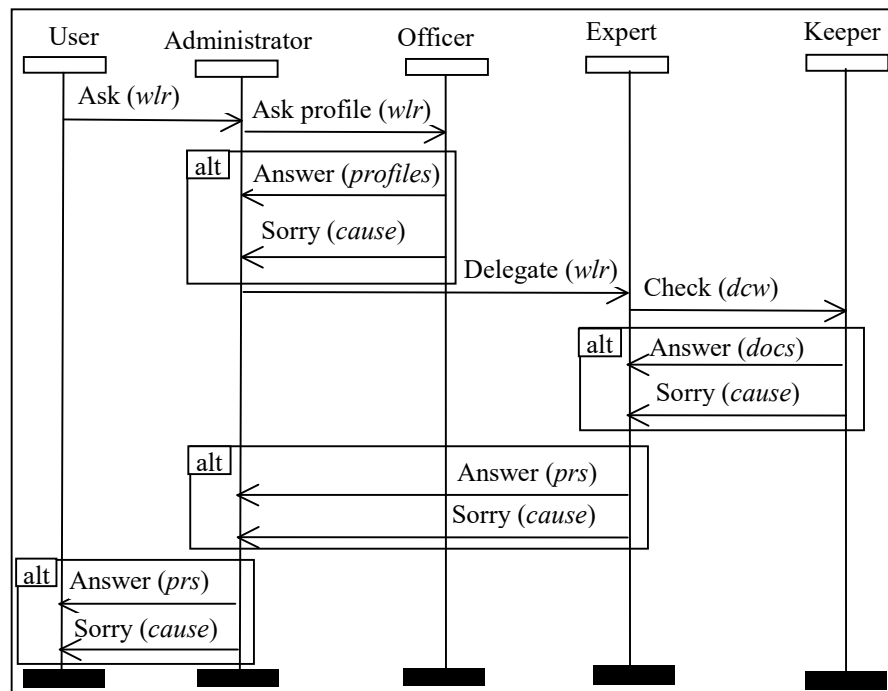 User Administrator Officer Expert Keeper
Ask (wlr)
Ask profile (wlr)
alt
Answer (profiles)
Sorry (cause)
Delegate (wlr)
Check (dcw)
alt
Answer (docs)
Sorry (cause)
alt
Answer (prs)
Sorry (cause)
alt
Answer (prs)
Sorry (cause)